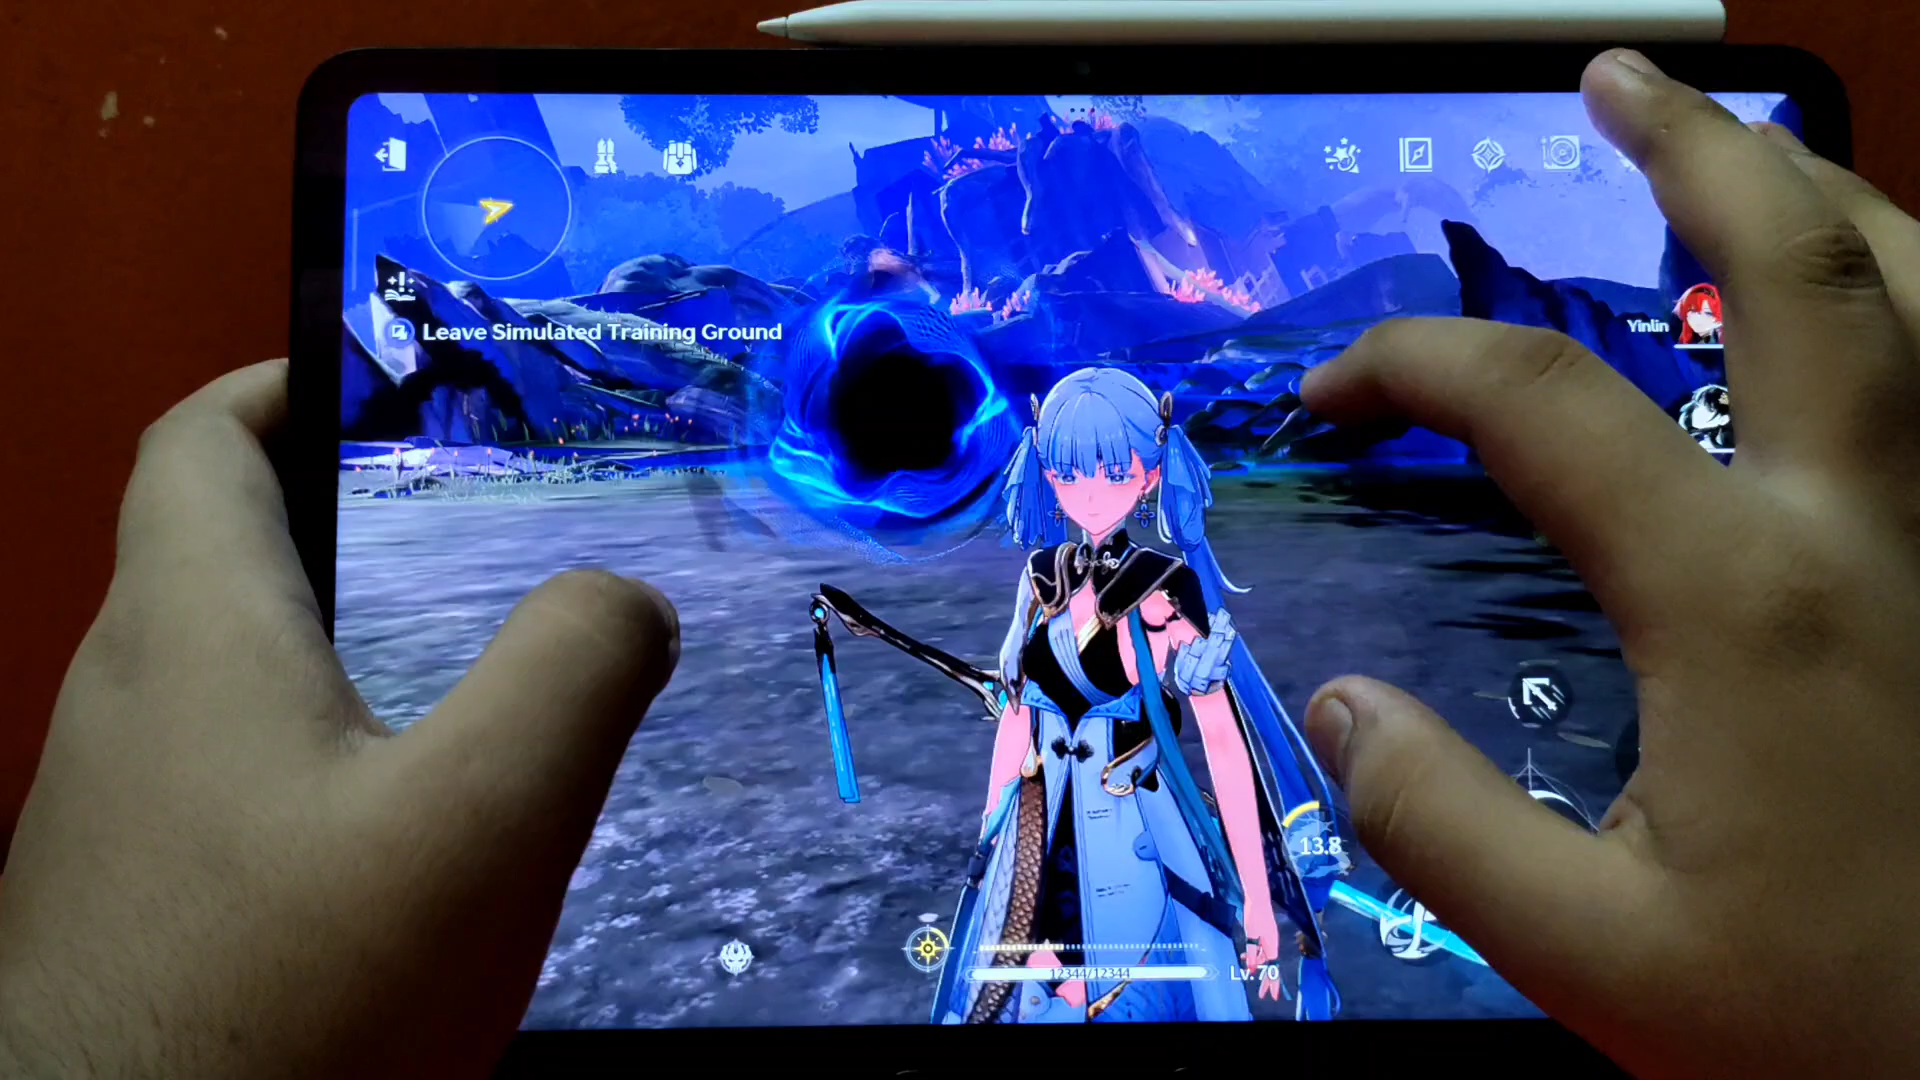 Leave Simulated Training Ground
Yinlin
13.8
12344/12344
Lv.70